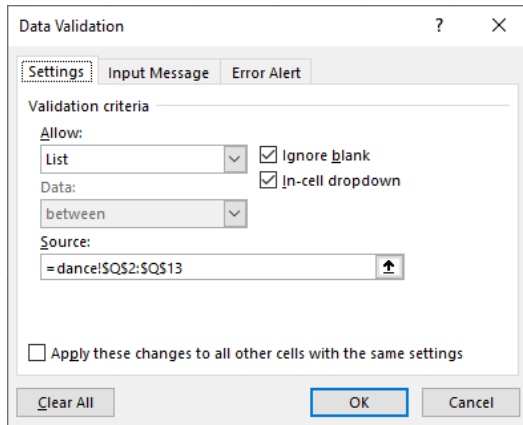 Data Validation ? ×
Settings Input Message Error Alert
Validation criteria
Allow:
List
Ignore blank
In-cell dropdown
Data:
between
Source:
=dance!$Q$2:$Q$13
Apply these changes to all other cells with the same settings
Clear All OK Cancel